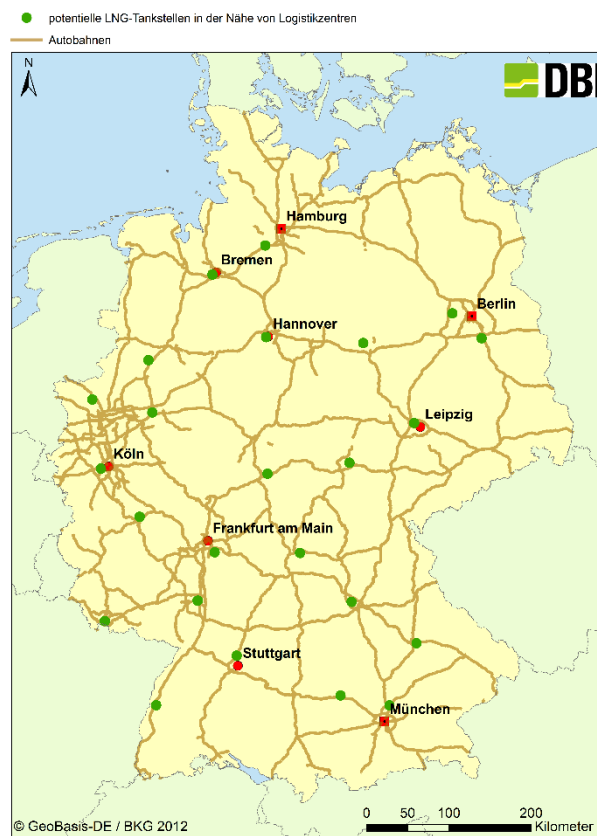 potentielle LNG-Tankstellen in der Nähe von Logistikzentren
Autobahnen
N
DBI
Hamburg
Bremen
Berlin
Hannover
Leipzig
Köln
Frankfurt am Main
Stuttgart
München
© GeoBasis-DE / BKG 2012
0 50 100 200
Kilometer